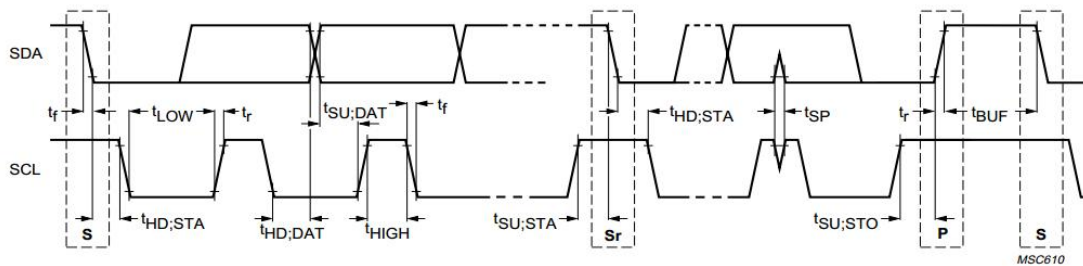 SDA
tf tLOW tr tSU;DAT tf tHD;STA tSP tr tBUF
SCL
tHD;STA tHD;DAT tHIGH tSU;STA tSU;STO
S Sr P S
MSC610